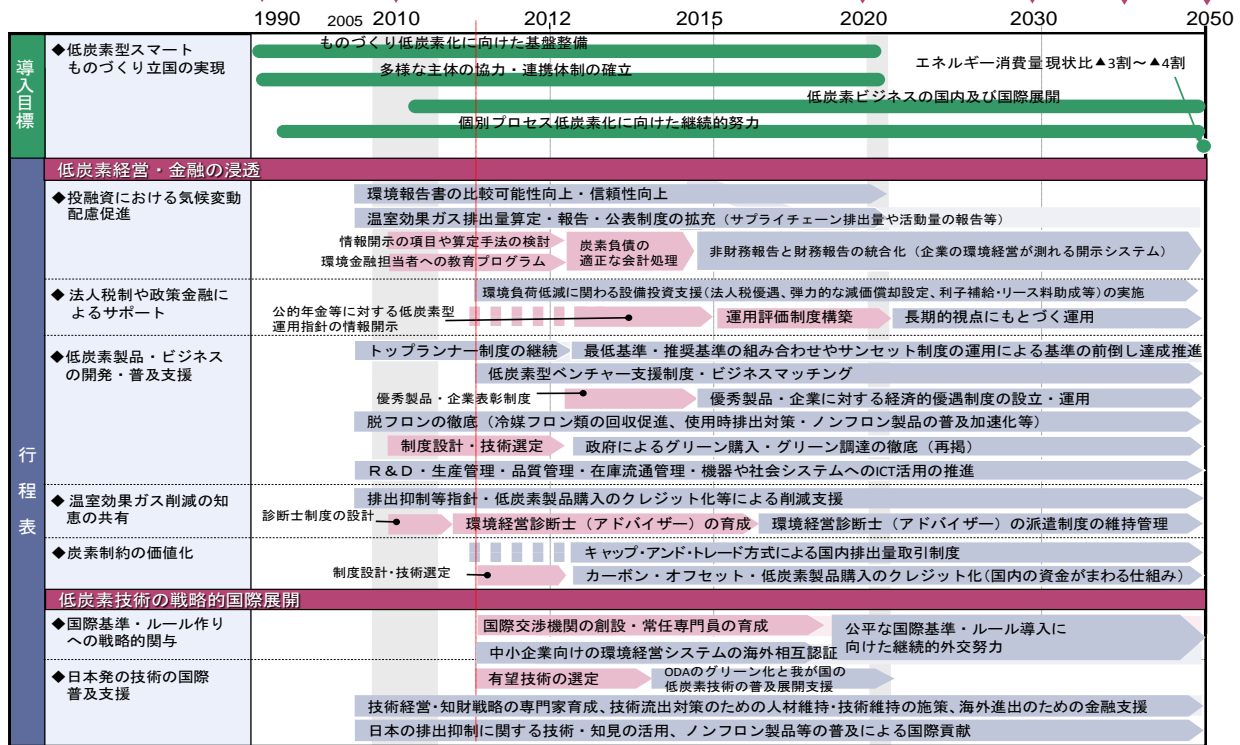 1990 2005 2010 2012 2015 2020 2030 2050
導入目標
◆低炭素型スマート
ものづくり立国の実現
ものづくり低炭素化に向けた基盤整備
多様な主体の協力・連携体制の確立
エネルギー消費量現状比▲3割～▲4割
低炭素ビジネスの国内及び国際展開
個別プロセス低炭素化に向けた継続的努力
行程表
低炭素経営・金融の浸透
◆投融資における気候変動
配慮促進
環境報告書の比較可能性向上・信頼性向上
温室効果ガス排出量算定・報告・公表制度の拡充（サプライチェーン排出量や活動量の報告等）
情報開示の項目や算定手法の検討
環境金融担当者への教育プログラム
炭素負債の
適正な会計処理
非財務報告と財務報告の統合化（企業の環境経営が測れる開示システム）
◆法人税制や政策金融に
よるサポート
環境負荷低減に関わる設備投資支援（法人税優遇、弾力的な減価償却設定、利子補給・リース料助成等）の実施
公的年金等に対する低炭素型
運用指針の情報開示
運用評価制度構築
長期的視点にもとづく運用
◆低炭素製品・ビジネス
の開発・普及支援
トップランナー制度の継続
最低基準・推奨基準の組み合わせやサンセット制度の運用による基準の前倒し達成推進
低炭素型ベンチャー支援制度・ビジネスマッチング
優秀製品・企業表彰制度
優秀製品・企業に対する経済的優遇制度の設立・運用
脱フロンの徹底（冷媒フロン類の回収促進、使用時排出対策・ノンフロン製品の普及加速化等）
制度設計・技術選定
政府によるグリーン購入・グリーン調達の徹底（再掲）
R＆D・生産管理・品質管理・在庫流通管理・機器や社会システムへのICT活用の推進
◆温室効果ガス削減の知
恵の共有
排出抑制等指針・低炭素製品購入のクレジット化等による削減支援
診断士制度の設計
環境経営診断士（アドバイザー）の育成
環境経営診断士（アドバイザー）の派遣制度の維持管理
◆炭素制約の価値化
キャップ・アンド・トレード方式による国内排出量取引制度
制度設計・技術選定
カーボン・オフセット・低炭素製品購入のクレジット化（国内の資金がまわる仕組み）
低炭素技術の戦略的国際展開
◆国際基準・ルール作り
への戦略的関与
国際交渉機関の創設・常任専門員の育成
中小企業向けの環境経営システムの海外相互認証
公平な国際基準・ルール導入に
向けた継続的外交努力
◆日本発の技術の国際
普及支援
有望技術の選定
ODAのグリーン化と我が国の
低炭素技術の普及展開支援
技術経営・知財戦略の専門家育成、技術流出対策のための人材維持・技術維持の施策、海外進出のための金融支援
日本の排出抑制に関する技術・知見の活用、ノンフロン製品等の普及による国際貢献